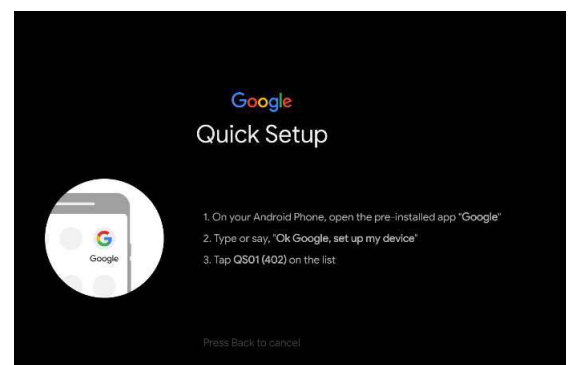 Google
Quick Setup
G
Google
1. On your Android Phone, open the pre-installed app "Google"
2. Type or say, "Ok Google, set up my device"
3. Tap QS01 (402) on the list
Press Back to cancel